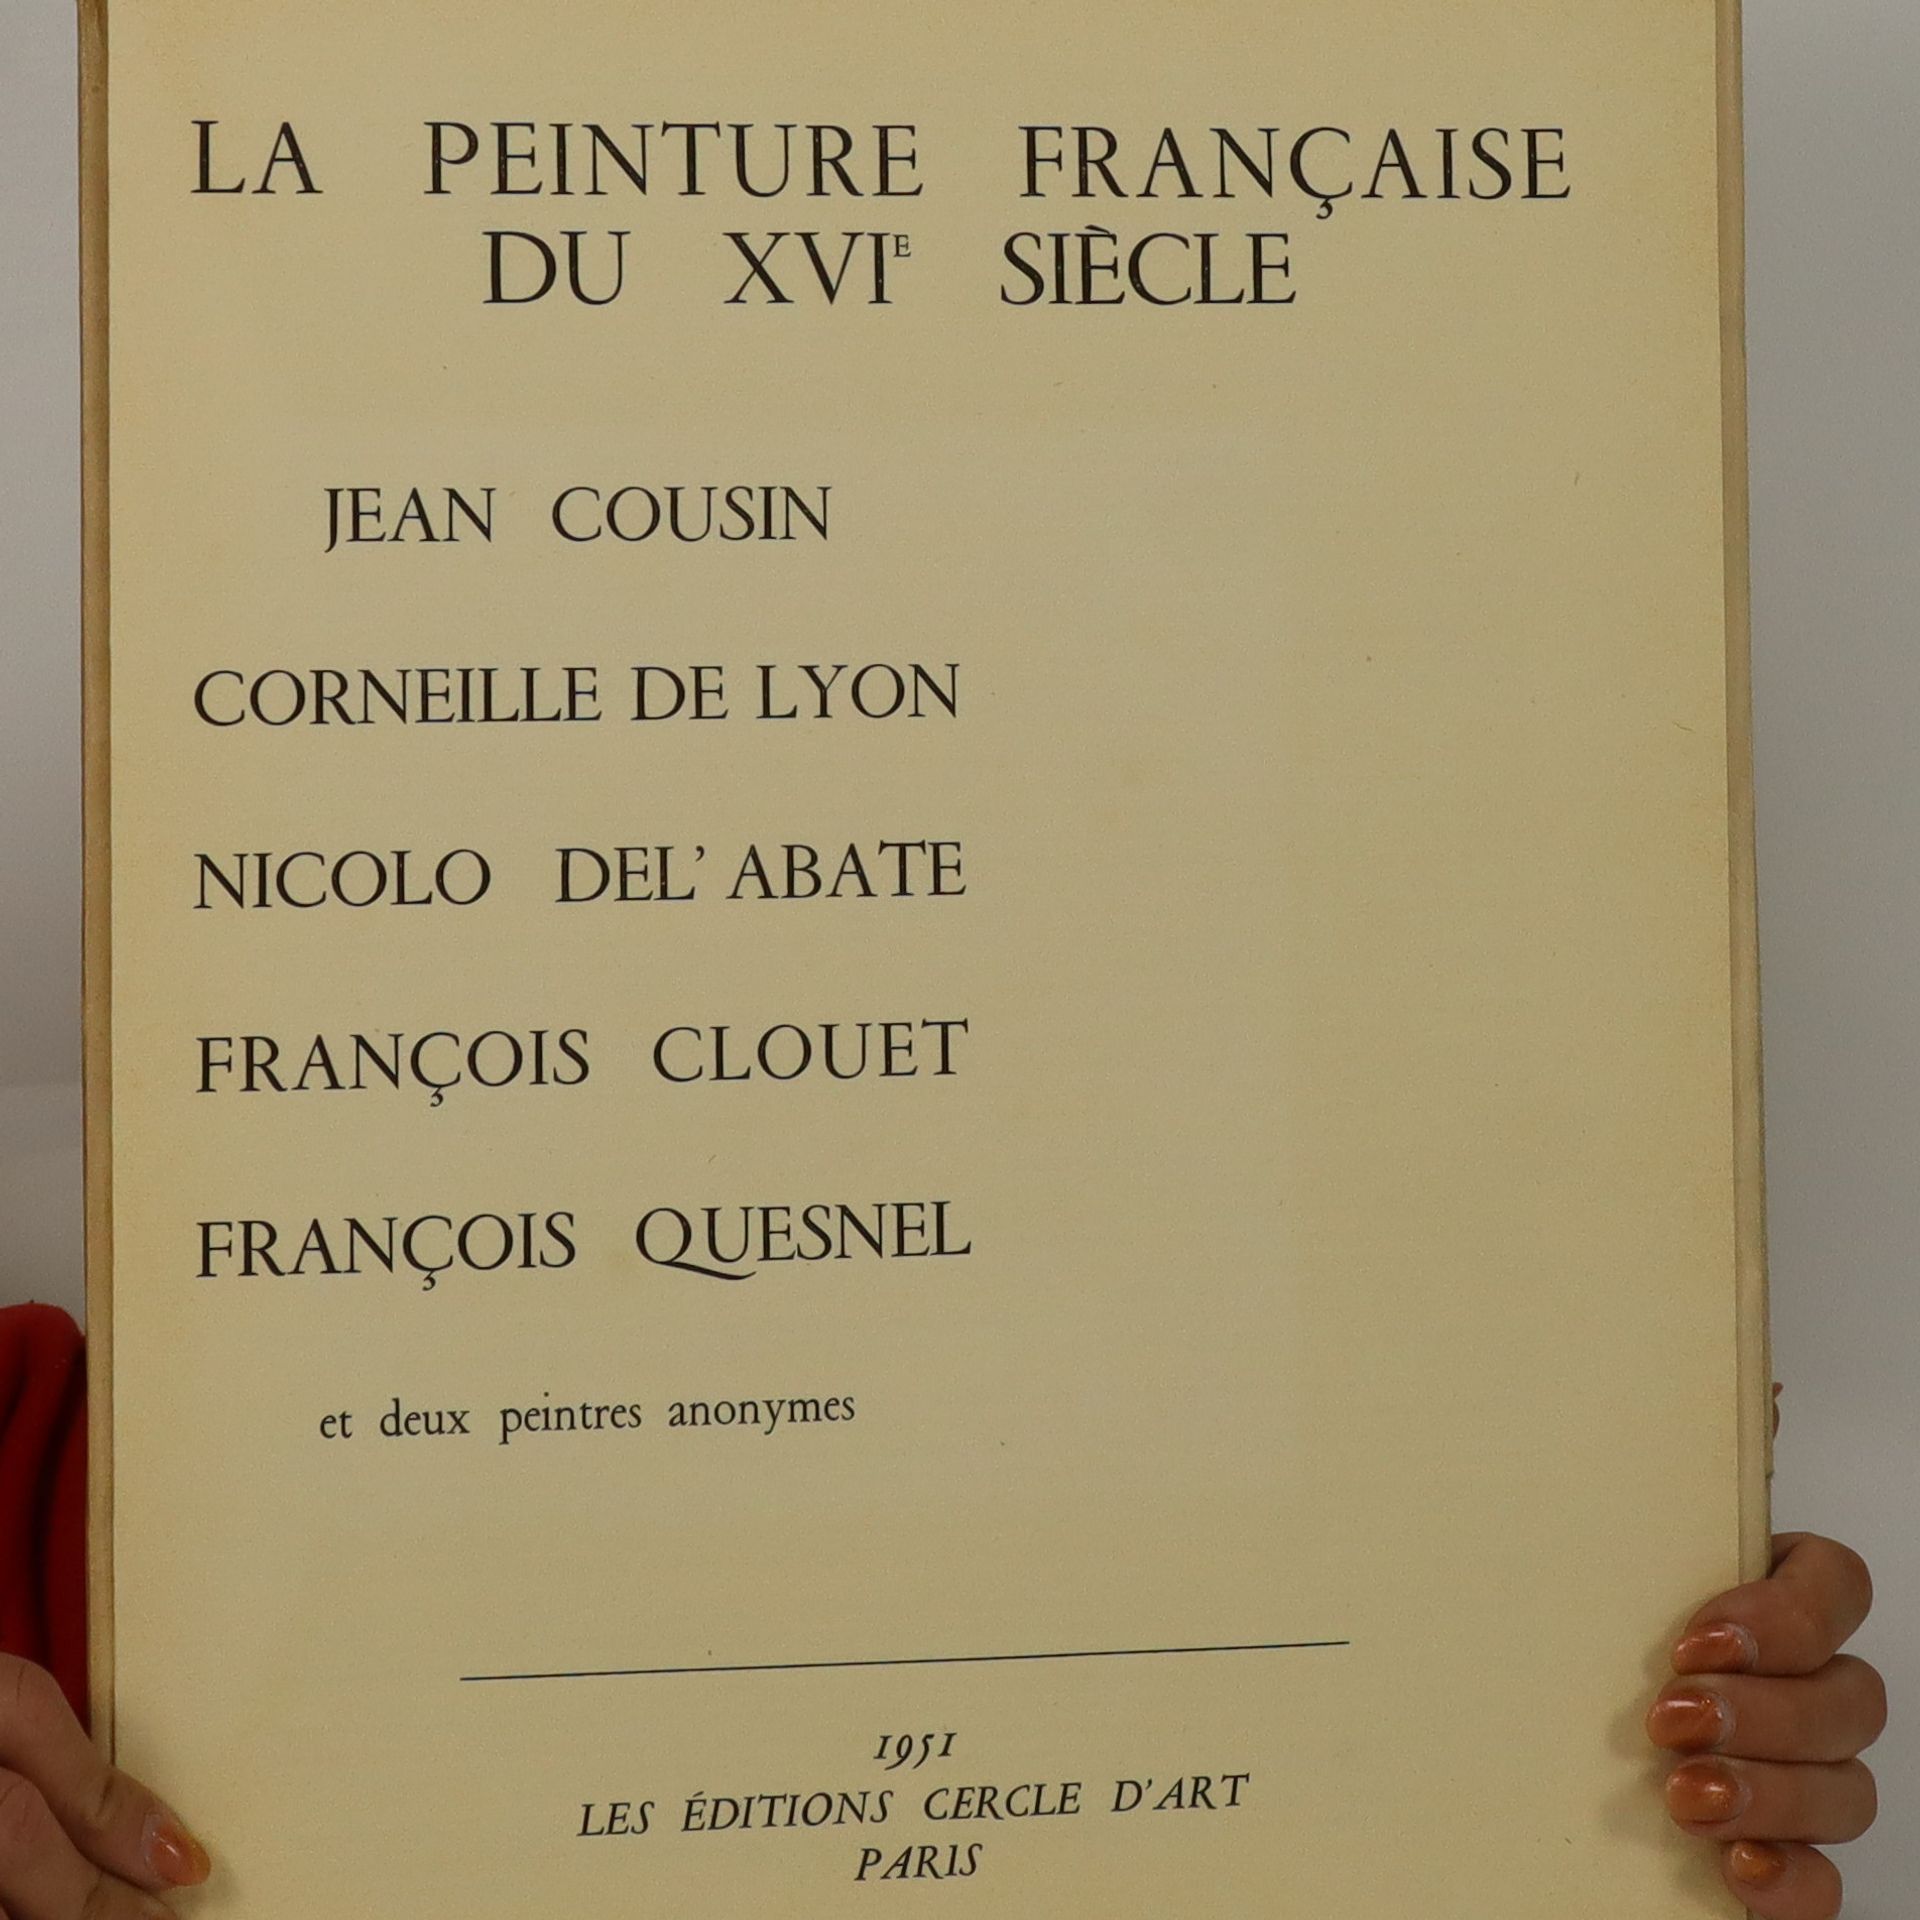 LA PEINTURE FRANÇAISE
DU XVIE SIÈCLE
JEAN COUSIN
CORNEILLE DE LYON
NICOLO DEL' ABATE
FRANÇOIS CLOUET
FRANÇOIS QUESNEL
et deux peintres anonymes
1951
LES ÉDITIONS CERCLE D'ART
PARIS